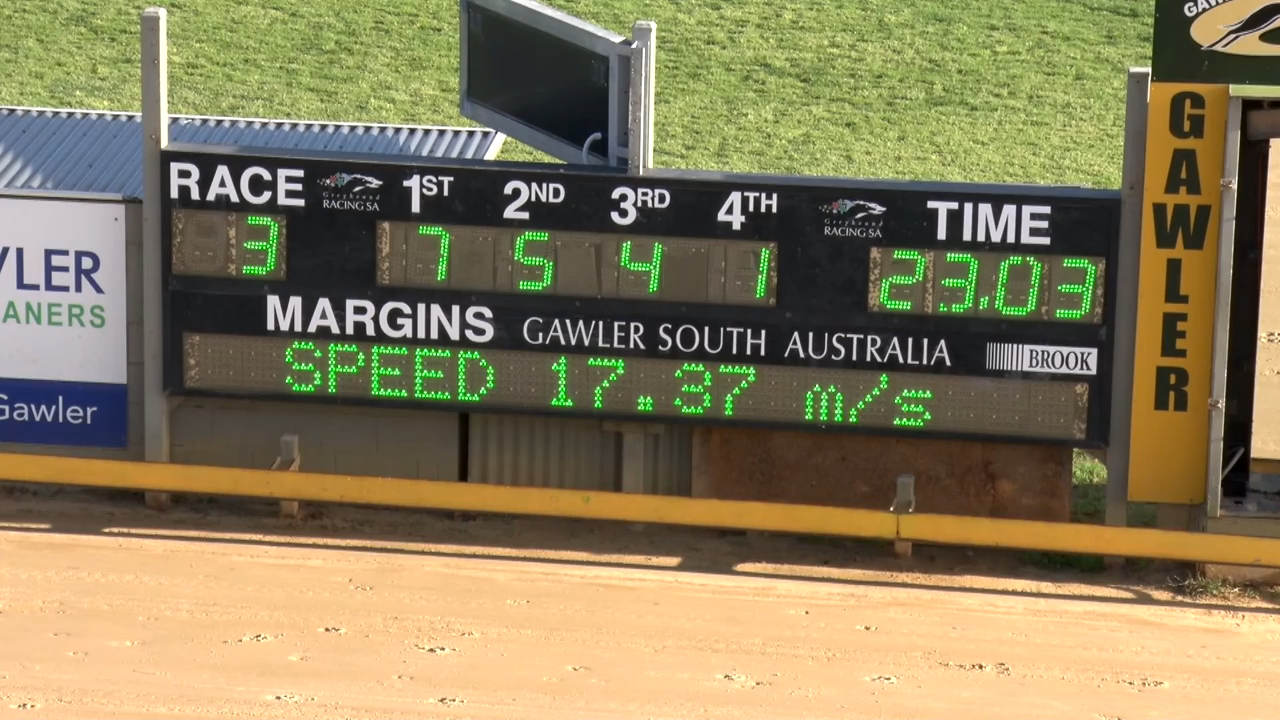 GAWLER
RACE 1ST 2ND 3RD 4TH TIME
Greyhound
RACING SA
Greyhound
RACING SA
3 7 5 4 1 23.03
MARGINS GAWLER SOUTH AUSTRALIA BROOK
SPEED 17.37 m/s
LER
ANERS
Gawler